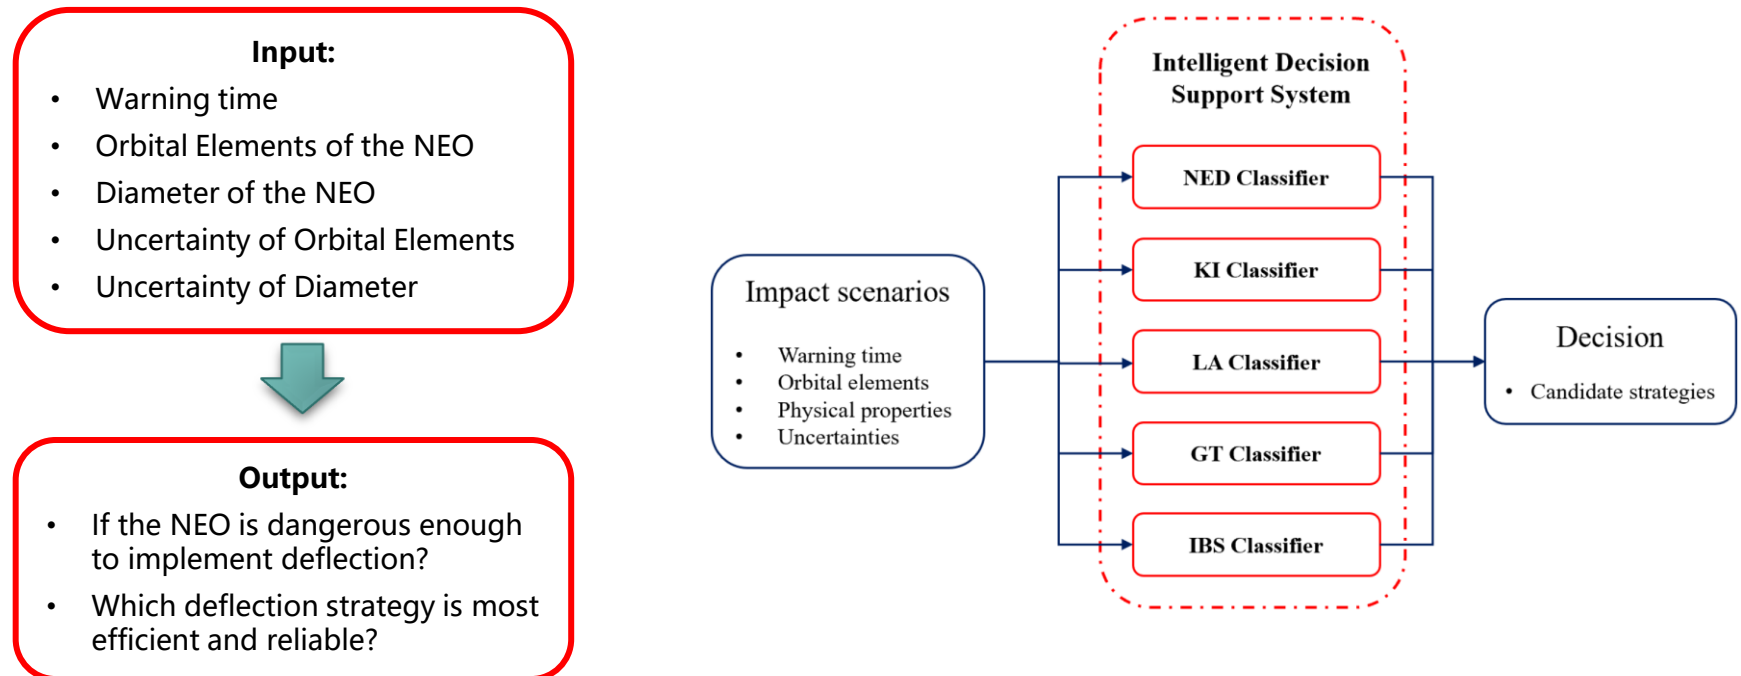 Input:
• Warning time
• Orbital Elements of the NEO
• Diameter of the NEO
• Uncertainty of Orbital Elements
• Uncertainty of Diameter
Output:
• If the NEO is dangerous enough
to implement deflection?
• Which deflection strategy is most
efficient and reliable?
Impact scenarios
• Warning time
• Orbital elements
• Physical properties
• Uncertainties
Intelligent Decision
Support System
NED Classifier
KI Classifier
LA Classifier
GT Classifier
IBS Classifier
Decision
• Candidate strategies